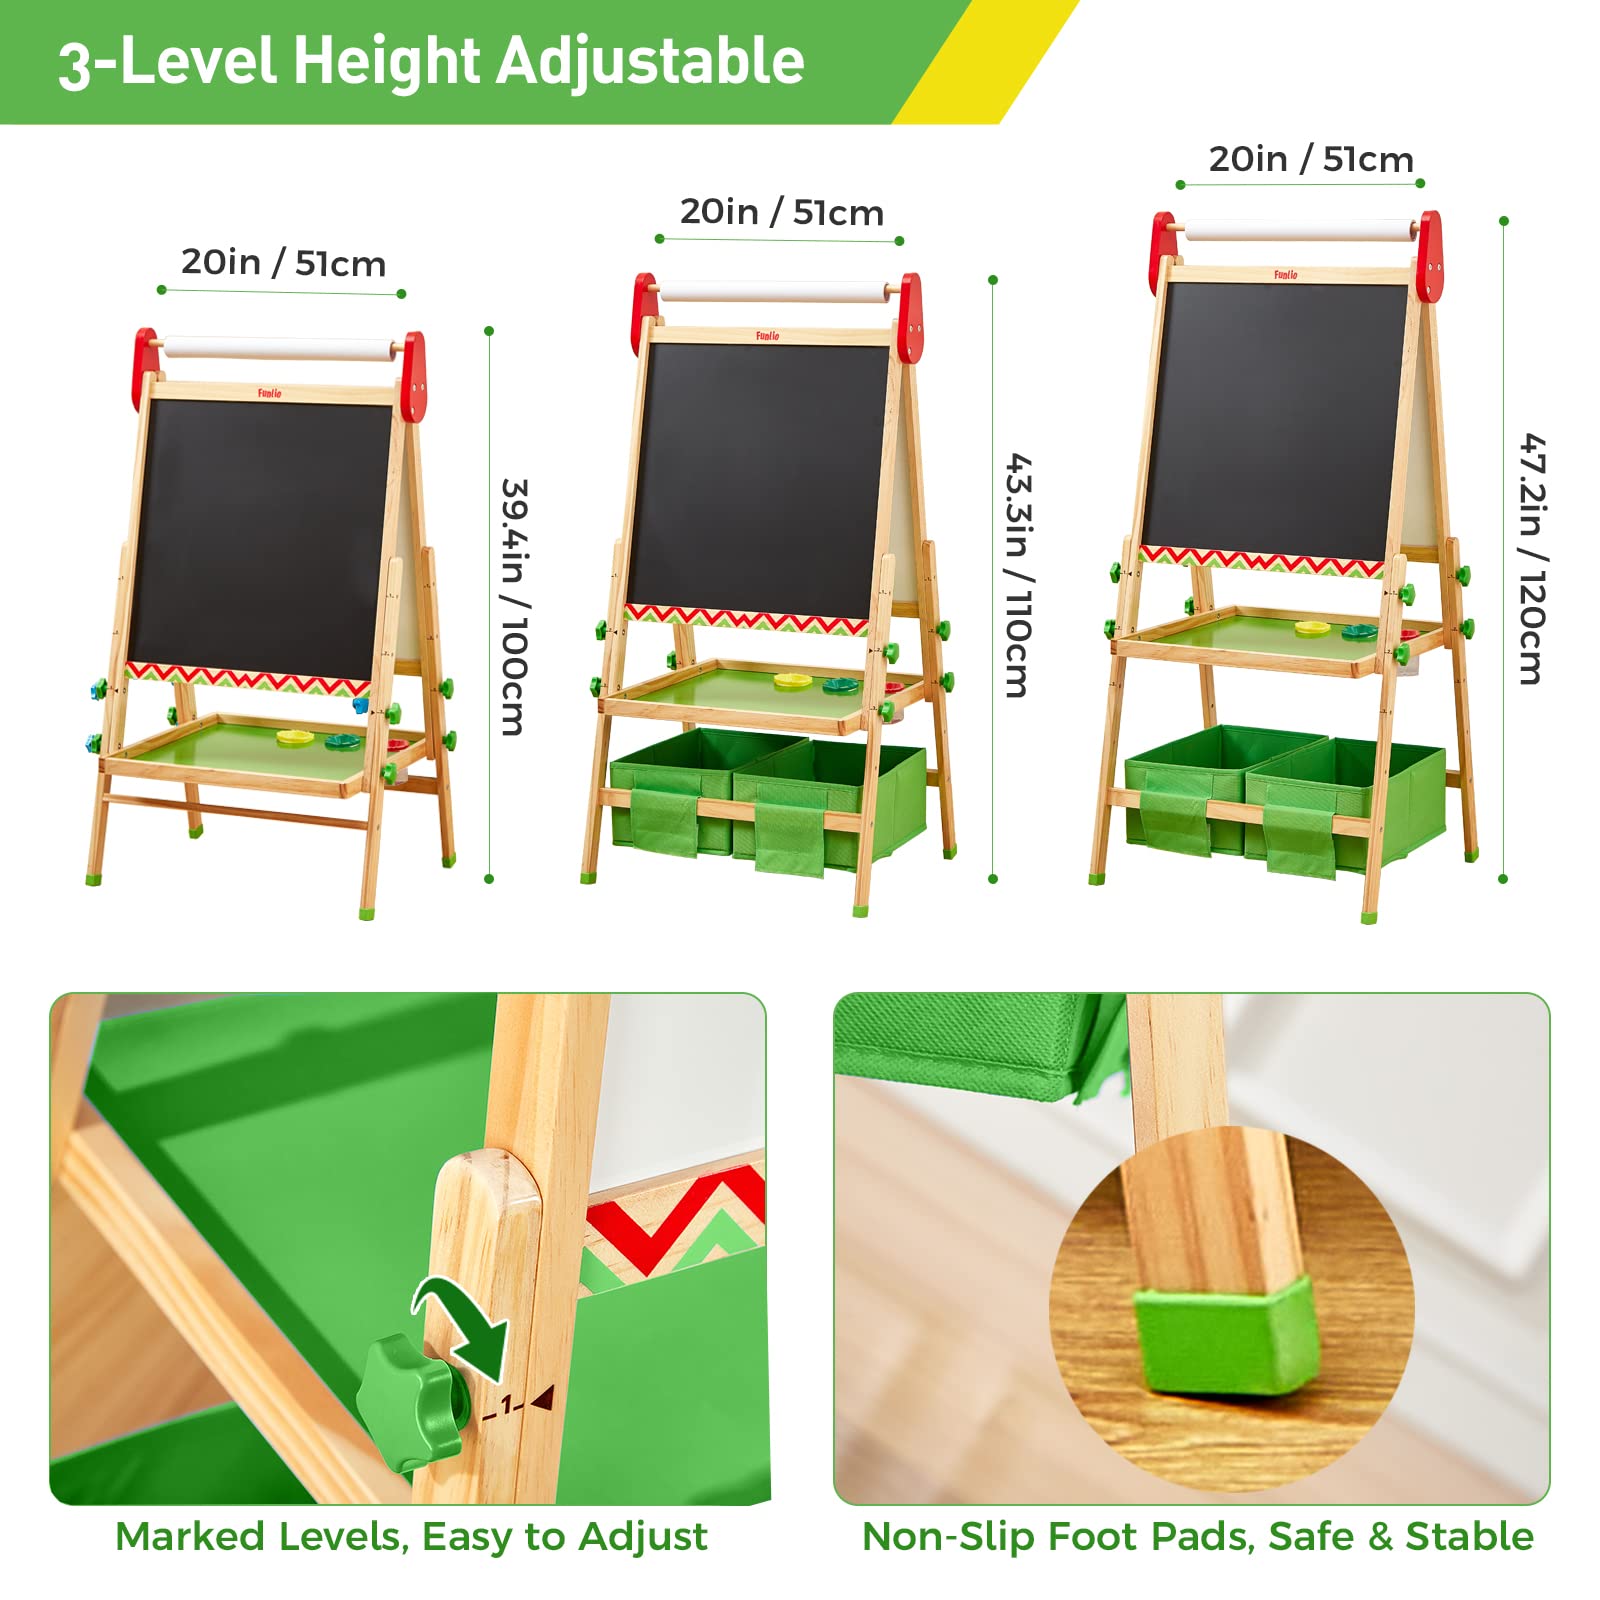 3-Level Height Adjustable
20in / 51cm
20in / 51cm
20in / 51cm
Funlio
Funlio
Funlio
39.4in / 100cm
43.3in / 110cm
47.2in / 120cm
1
Marked Levels, Easy to Adjust
Non-Slip Foot Pads, Safe & Stable